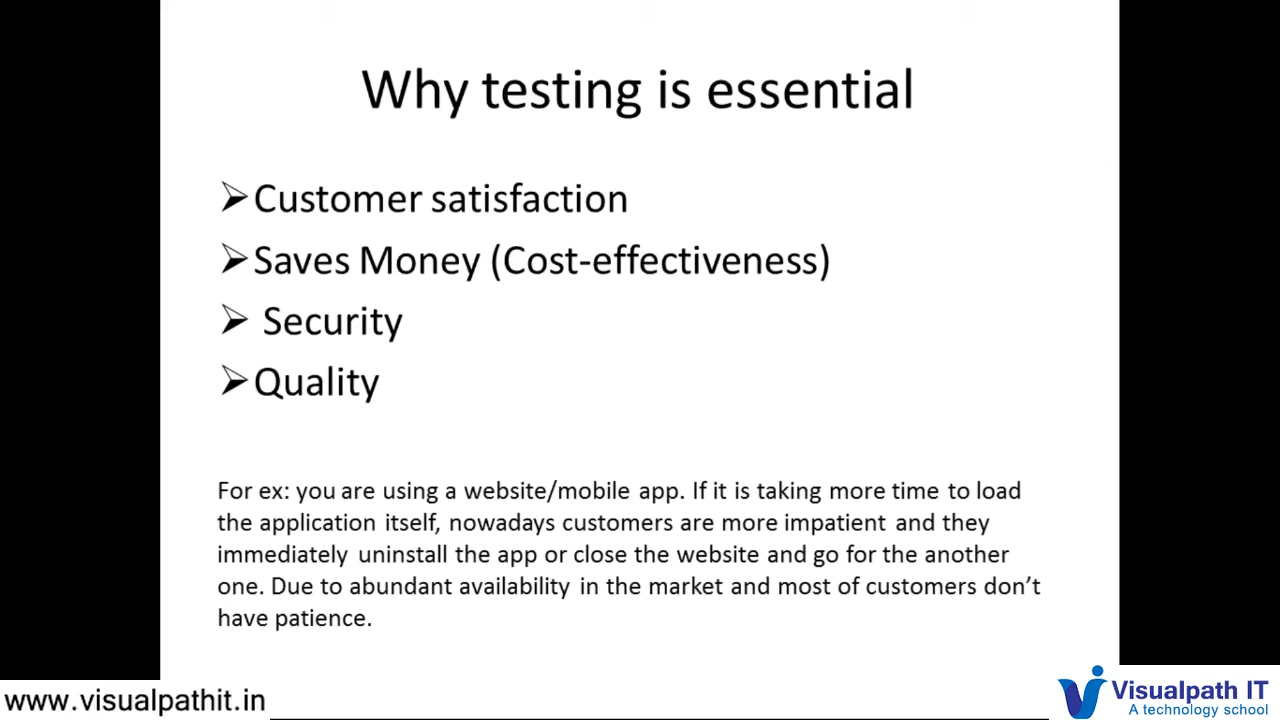 Why testing is essential
➢Customer satisfaction
➢Saves Money (Cost-effectiveness)
➢ Security
➢Quality
For ex: you are using a website/mobile app. If it is taking more time to load
the application itself, nowadays customers are more impatient and they
immediately uninstall the app or close the website and go for the another
one. Due to abundant availability in the market and most of customers don’t
have patience.
www.visualpathit.in
Visualpath IT
A technology school